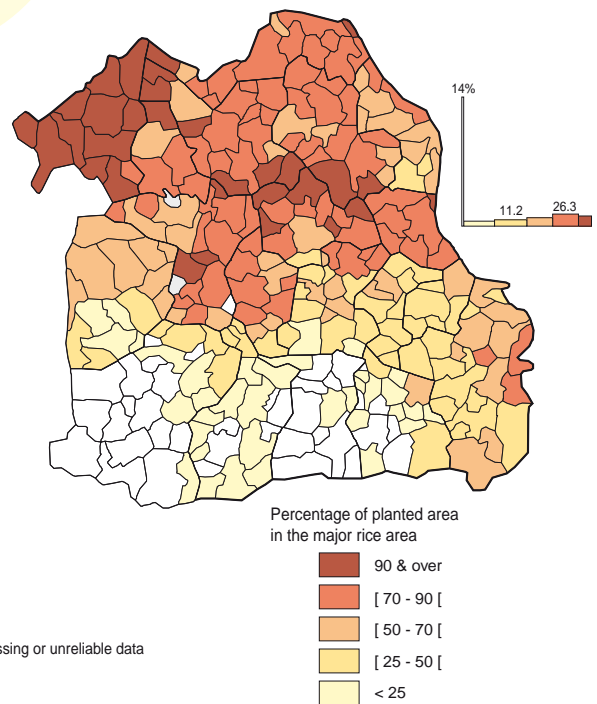 14%
11.2
26.3
Percentage of planted area
in the major rice area
90 & over
[ 70 - 90 [
[ 50 - 70 [
[ 25 - 50 [
< 25
ssing or unreliable data